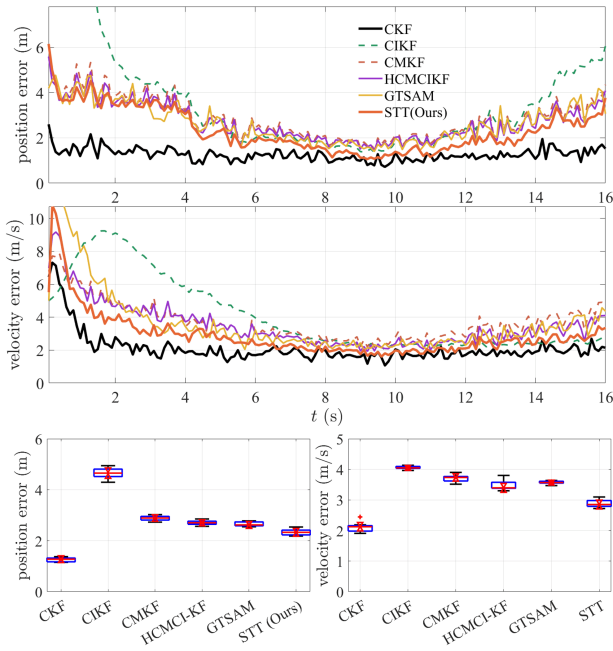 position error (m)
6
4
2
0
CKF
CIKF
CMKF
HCMCIKF
GTSAM
STT(Ours)
2 4 6 8 10 12 14 16
velocity error (m/s)
10
8
6
4
2
0
2 4 6 8 10 12 14 16
t (s)
position error (m)
6
4
2
0
CKF CIKF CMKF HCMCI-KF GTSAM STT (Ours)
velocity error (m/s)
5
4
3
2
1
0
CKF CIKF CMKF HCMCI-KF GTSAM STT